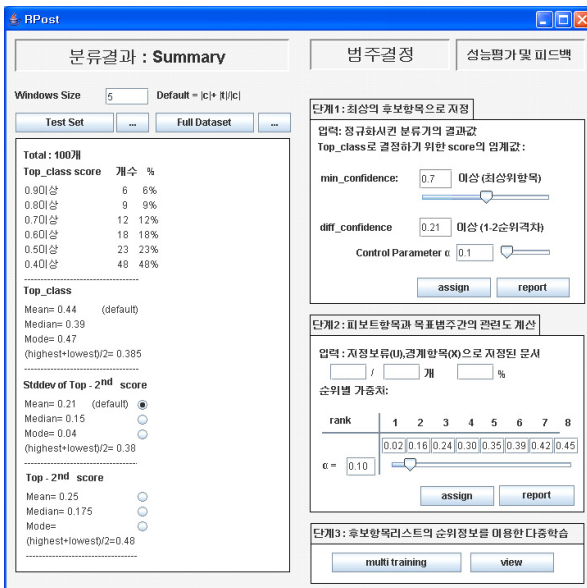 RPost
분류결과 : Summary
Windows Size 5 Default = |c|+ |t|/|c|
Test Set ... Full Dataset ...
Total : 100개
Top_class score 개수 %
0.9이상 6 6%
0.8이상 9 9%
0.7이상 12 12%
0.6이상 18 18%
0.5이상 23 23%
0.4이상 48 48%
Top_class
Mean= 0.44 (default)
Median= 0.39
Mode= 0.47
(highest+lowest)/2= 0.385
Stddev of Top - 2nd score
Mean= 0.21 (default)
Median= 0.15
Mode= 0.04
(highest+lowest)/2= 0.38
Top - 2nd score
Mean= 0.25
Median= 0.175
Mode=
(highest+lowest)/2=0.48
범주결정 성능평가 및 피드백
단계1 : 최상의 후보항목으로 지정
입력: 정규화시킨 분류기의 결과값
Top_class로 결정하기 위한 score의 임계값 :
min_confidence: 0.7 이상 (최상위항목)
diff_confidence 0.21 이상 (1-2순위격차)
Control Parameter α 0.1
assign report
단계2 : 피보트항목과 목표범주간의 관련도 계산
입력 : 지정보류(U),경계항목(X)으로 지정된 문서
/ 개 %
순위별 가중치:
rank 1 2 3 4 5 6 7 8
0.02 0.16 0.24 0.30 0.35 0.39 0.42 0.45
α = 0.10
assign report
단계3 : 후보항목리스트의 순위정보를 이용한 다중학습
multi training view